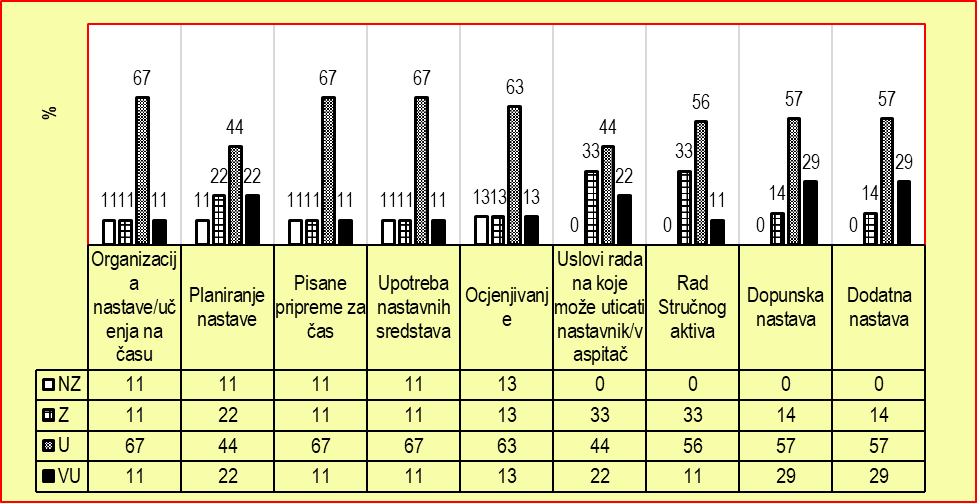 %
11 11 67 11
11 22 44 22
11 11 67 11
11 11 67 11
13 13 63 13
0 33 44 22
0 33 56 11
0 14 57 29
0 14 57 29
Organizacij
a
nastave/uč
enja na
času
Planiranje
nastave
Pisane
pripreme za
čas
Upotreba
nastavnih
sredstava
Ocjenjivanj
e
Uslovi rada
na koje
može uticati
nastavnik/v
aspitač
Rad
Stručnog
aktiva
Dopunska
nastava
Dodatna
nastava
NZ 11 11 11 11 13 0 0 0 0
Z 11 22 11 11 13 33 33 14 14
U 67 44 67 67 63 44 56 57 57
VU 11 22 11 11 13 22 11 29 29